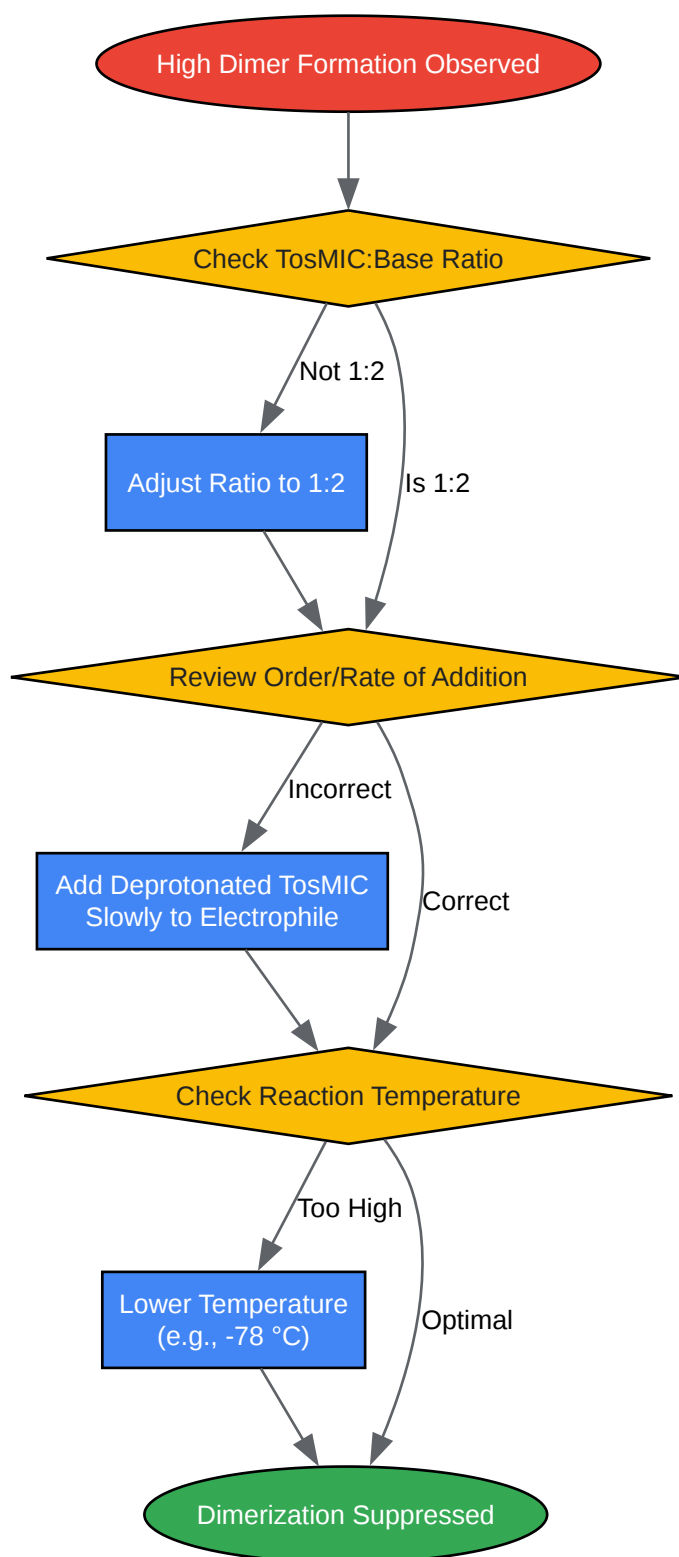 High Dimer Formation Observed
Check TosMIC:Base Ratio
Not 1:2
Adjust Ratio to 1:2
Is 1:2
Review Order/Rate of Addition
Incorrect
Add Deprotonated TosMIC
Slowly to Electrophile
Correct
Check Reaction Temperature
Too High
Lower Temperature
(e.g., -78 °C)
Optimal
Dimerization Suppressed